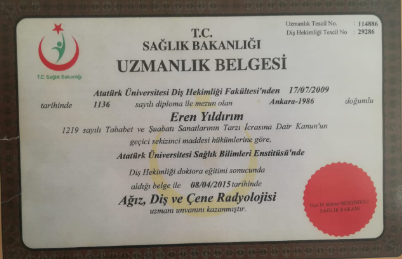 Uzmanlık Tescil No. : 114886
Diş Hekimliği Tescil No : 29286
T.C. Sağlık Bakanlığı
T.C.
SAĞLIK BAKANLIĞI
UZMANLIK BELGESİ
Atatürk Üniversitesi Diş Hekimliği Fakültesi'nden 17/07/2009
tarihinde 1136 sayılı diploma ile mezun olan Ankara-1986 doğumlu
Eren Yıldırım
1219 sayılı Tababet ve Şuabatı Sanatlarının Tarzı İcrasına Dair Kanun'un
geçici sekizinci maddesi hükümlerine göre,
Atatürk Üniversitesi Sağlık Bilimleri Enstitüsü'nde
Diş Hekimliği doktora eğitimi sonucunda
aldığı belge ile 08/04/2015 tarihinde
Ağız, Diş ve Çene Radyolojisi
uzmanı unvanını kazanmıştır.
SAĞLIK BAKANI